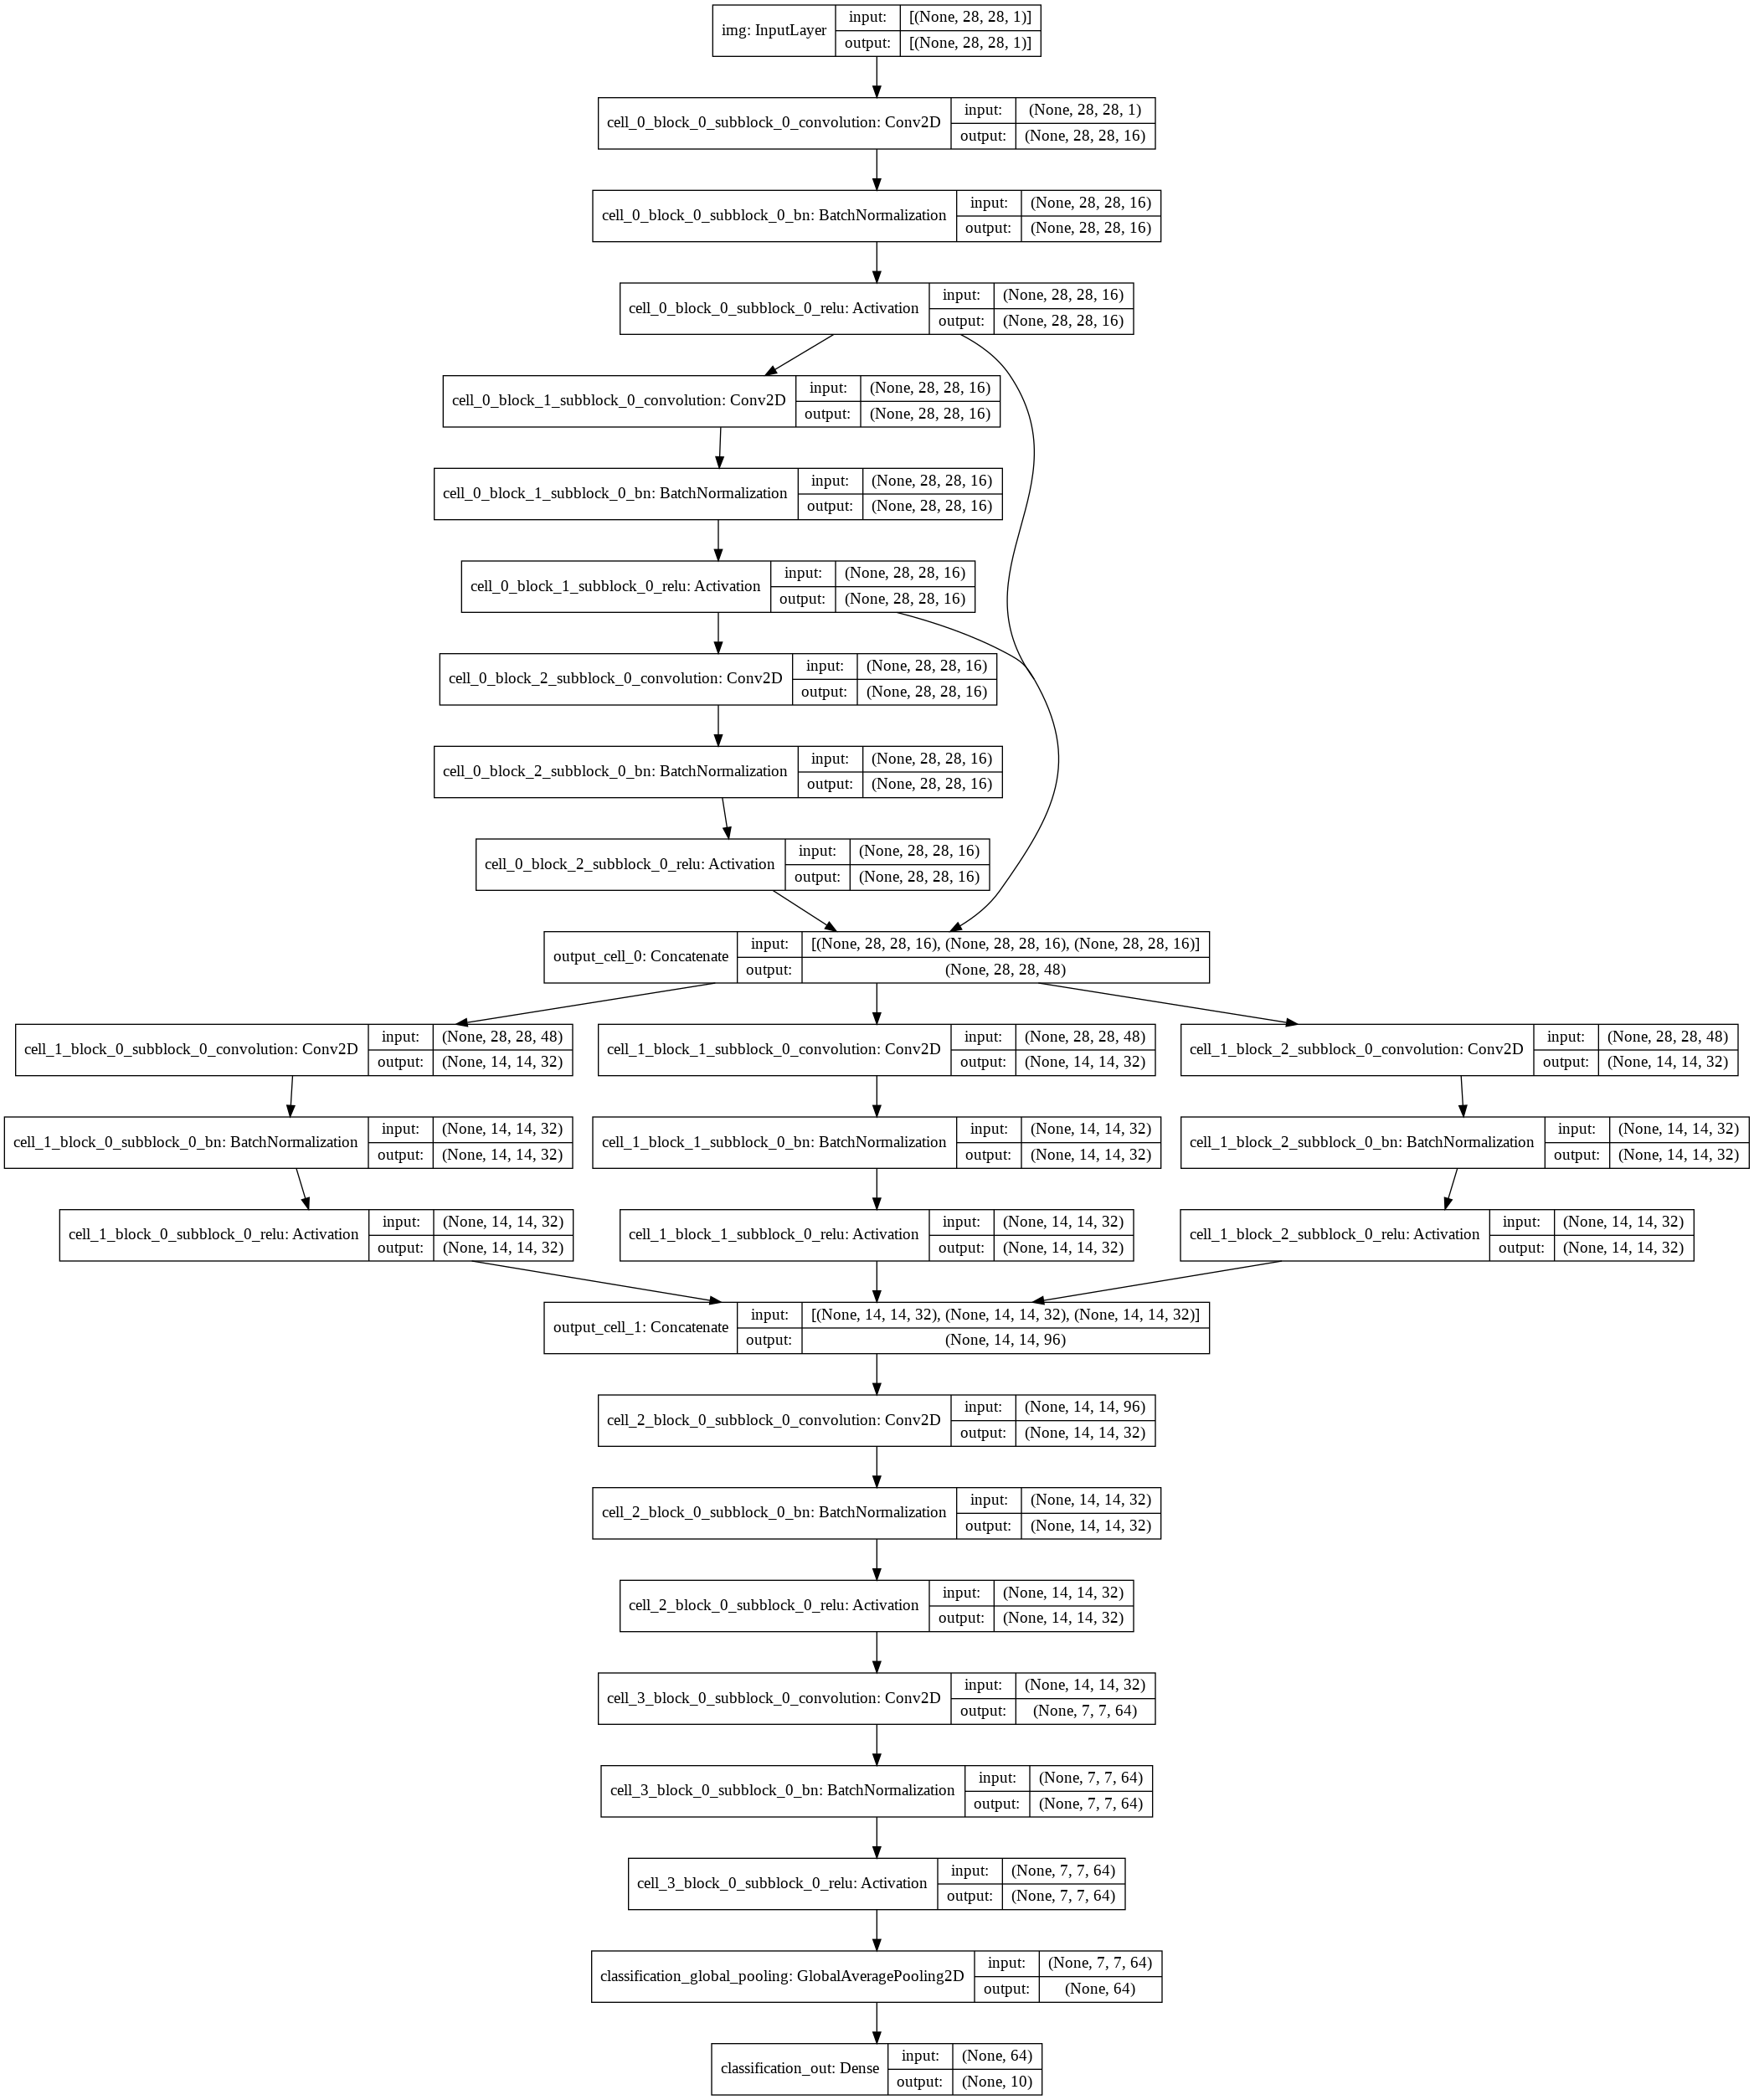 img: InputLayer
input: [(None, 28, 28, 1)]
output: [(None, 28, 28, 1)]
cell_0_block_0_subblock_0_convolution: Conv2D
input: (None, 28, 28, 1)
output: (None, 28, 28, 16)
cell_0_block_0_subblock_0_bn: BatchNormalization
input: (None, 28, 28, 16)
output: (None, 28, 28, 16)
cell_0_block_0_subblock_0_relu: Activation
input: (None, 28, 28, 16)
output: (None, 28, 28, 16)
cell_0_block_1_subblock_0_convolution: Conv2D
input: (None, 28, 28, 16)
output: (None, 28, 28, 16)
cell_0_block_1_subblock_0_bn: BatchNormalization
input: (None, 28, 28, 16)
output: (None, 28, 28, 16)
cell_0_block_1_subblock_0_relu: Activation
input: (None, 28, 28, 16)
output: (None, 28, 28, 16)
cell_0_block_2_subblock_0_convolution: Conv2D
input: (None, 28, 28, 16)
output: (None, 28, 28, 16)
cell_0_block_2_subblock_0_bn: BatchNormalization
input: (None, 28, 28, 16)
output: (None, 28, 28, 16)
cell_0_block_2_subblock_0_relu: Activation
input: (None, 28, 28, 16)
output: (None, 28, 28, 16)
output_cell_0: Concatenate
input: [(None, 28, 28, 16), (None, 28, 28, 16), (None, 28, 28, 16)]
output: (None, 28, 28, 48)
cell_1_block_0_subblock_0_convolution: Conv2D
input: (None, 28, 28, 48)
output: (None, 14, 14, 32)
cell_1_block_1_subblock_0_convolution: Conv2D
input: (None, 28, 28, 48)
output: (None, 14, 14, 32)
cell_1_block_2_subblock_0_convolution: Conv2D
input: (None, 28, 28, 48)
output: (None, 14, 14, 32)
cell_1_block_0_subblock_0_bn: BatchNormalization
input: (None, 14, 14, 32)
output: (None, 14, 14, 32)
cell_1_block_1_subblock_0_bn: BatchNormalization
input: (None, 14, 14, 32)
output: (None, 14, 14, 32)
cell_1_block_2_subblock_0_bn: BatchNormalization
input: (None, 14, 14, 32)
output: (None, 14, 14, 32)
cell_1_block_0_subblock_0_relu: Activation
input: (None, 14, 14, 32)
output: (None, 14, 14, 32)
cell_1_block_1_subblock_0_relu: Activation
input: (None, 14, 14, 32)
output: (None, 14, 14, 32)
cell_1_block_2_subblock_0_relu: Activation
input: (None, 14, 14, 32)
output: (None, 14, 14, 32)
output_cell_1: Concatenate
input: [(None, 14, 14, 32), (None, 14, 14, 32), (None, 14, 14, 32)]
output: (None, 14, 14, 96)
cell_2_block_0_subblock_0_convolution: Conv2D
input: (None, 14, 14, 96)
output: (None, 14, 14, 32)
cell_2_block_0_subblock_0_bn: BatchNormalization
input: (None, 14, 14, 32)
output: (None, 14, 14, 32)
cell_2_block_0_subblock_0_relu: Activation
input: (None, 14, 14, 32)
output: (None, 14, 14, 32)
cell_3_block_0_subblock_0_convolution: Conv2D
input: (None, 14, 14, 32)
output: (None, 7, 7, 64)
cell_3_block_0_subblock_0_bn: BatchNormalization
input: (None, 7, 7, 64)
output: (None, 7, 7, 64)
cell_3_block_0_subblock_0_relu: Activation
input: (None, 7, 7, 64)
output: (None, 7, 7, 64)
classification_global_pooling: GlobalAveragePooling2D
input: (None, 7, 7, 64)
output: (None, 64)
classification_out: Dense
input: (None, 64)
output: (None, 10)